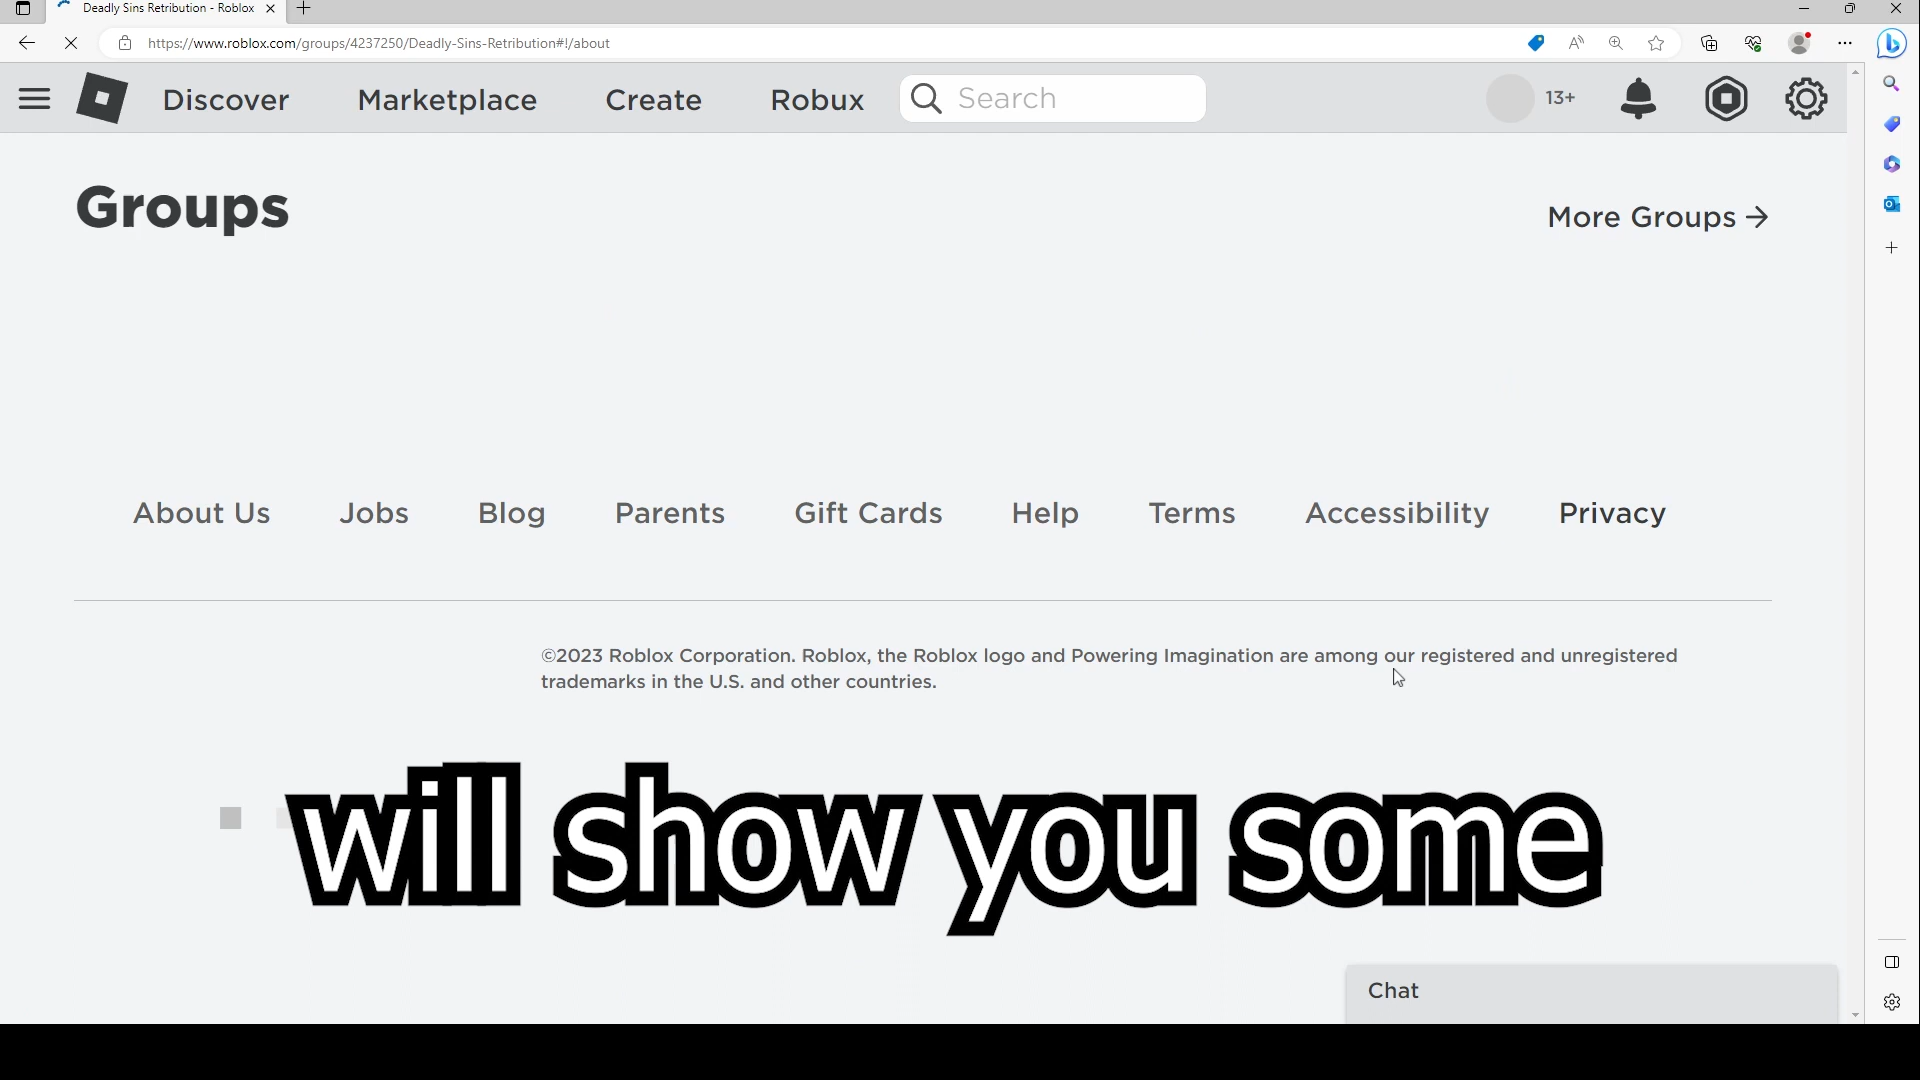 Deadly Sins Retribution - Roblox
https://www.roblox.com/groups/4237250/Deadly-Sins-Retribution#!/about
Discover Marketplace Create Robux Search 13+
Groups
More Groups
About Us Jobs Blog Parents Gift Cards Help Terms Accessibility Privacy
©2023 Roblox Corporation. Roblox, the Roblox logo and Powering Imagination are among our registered and unregistered
trademarks in the U.S. and other countries.
will show you some
Chat